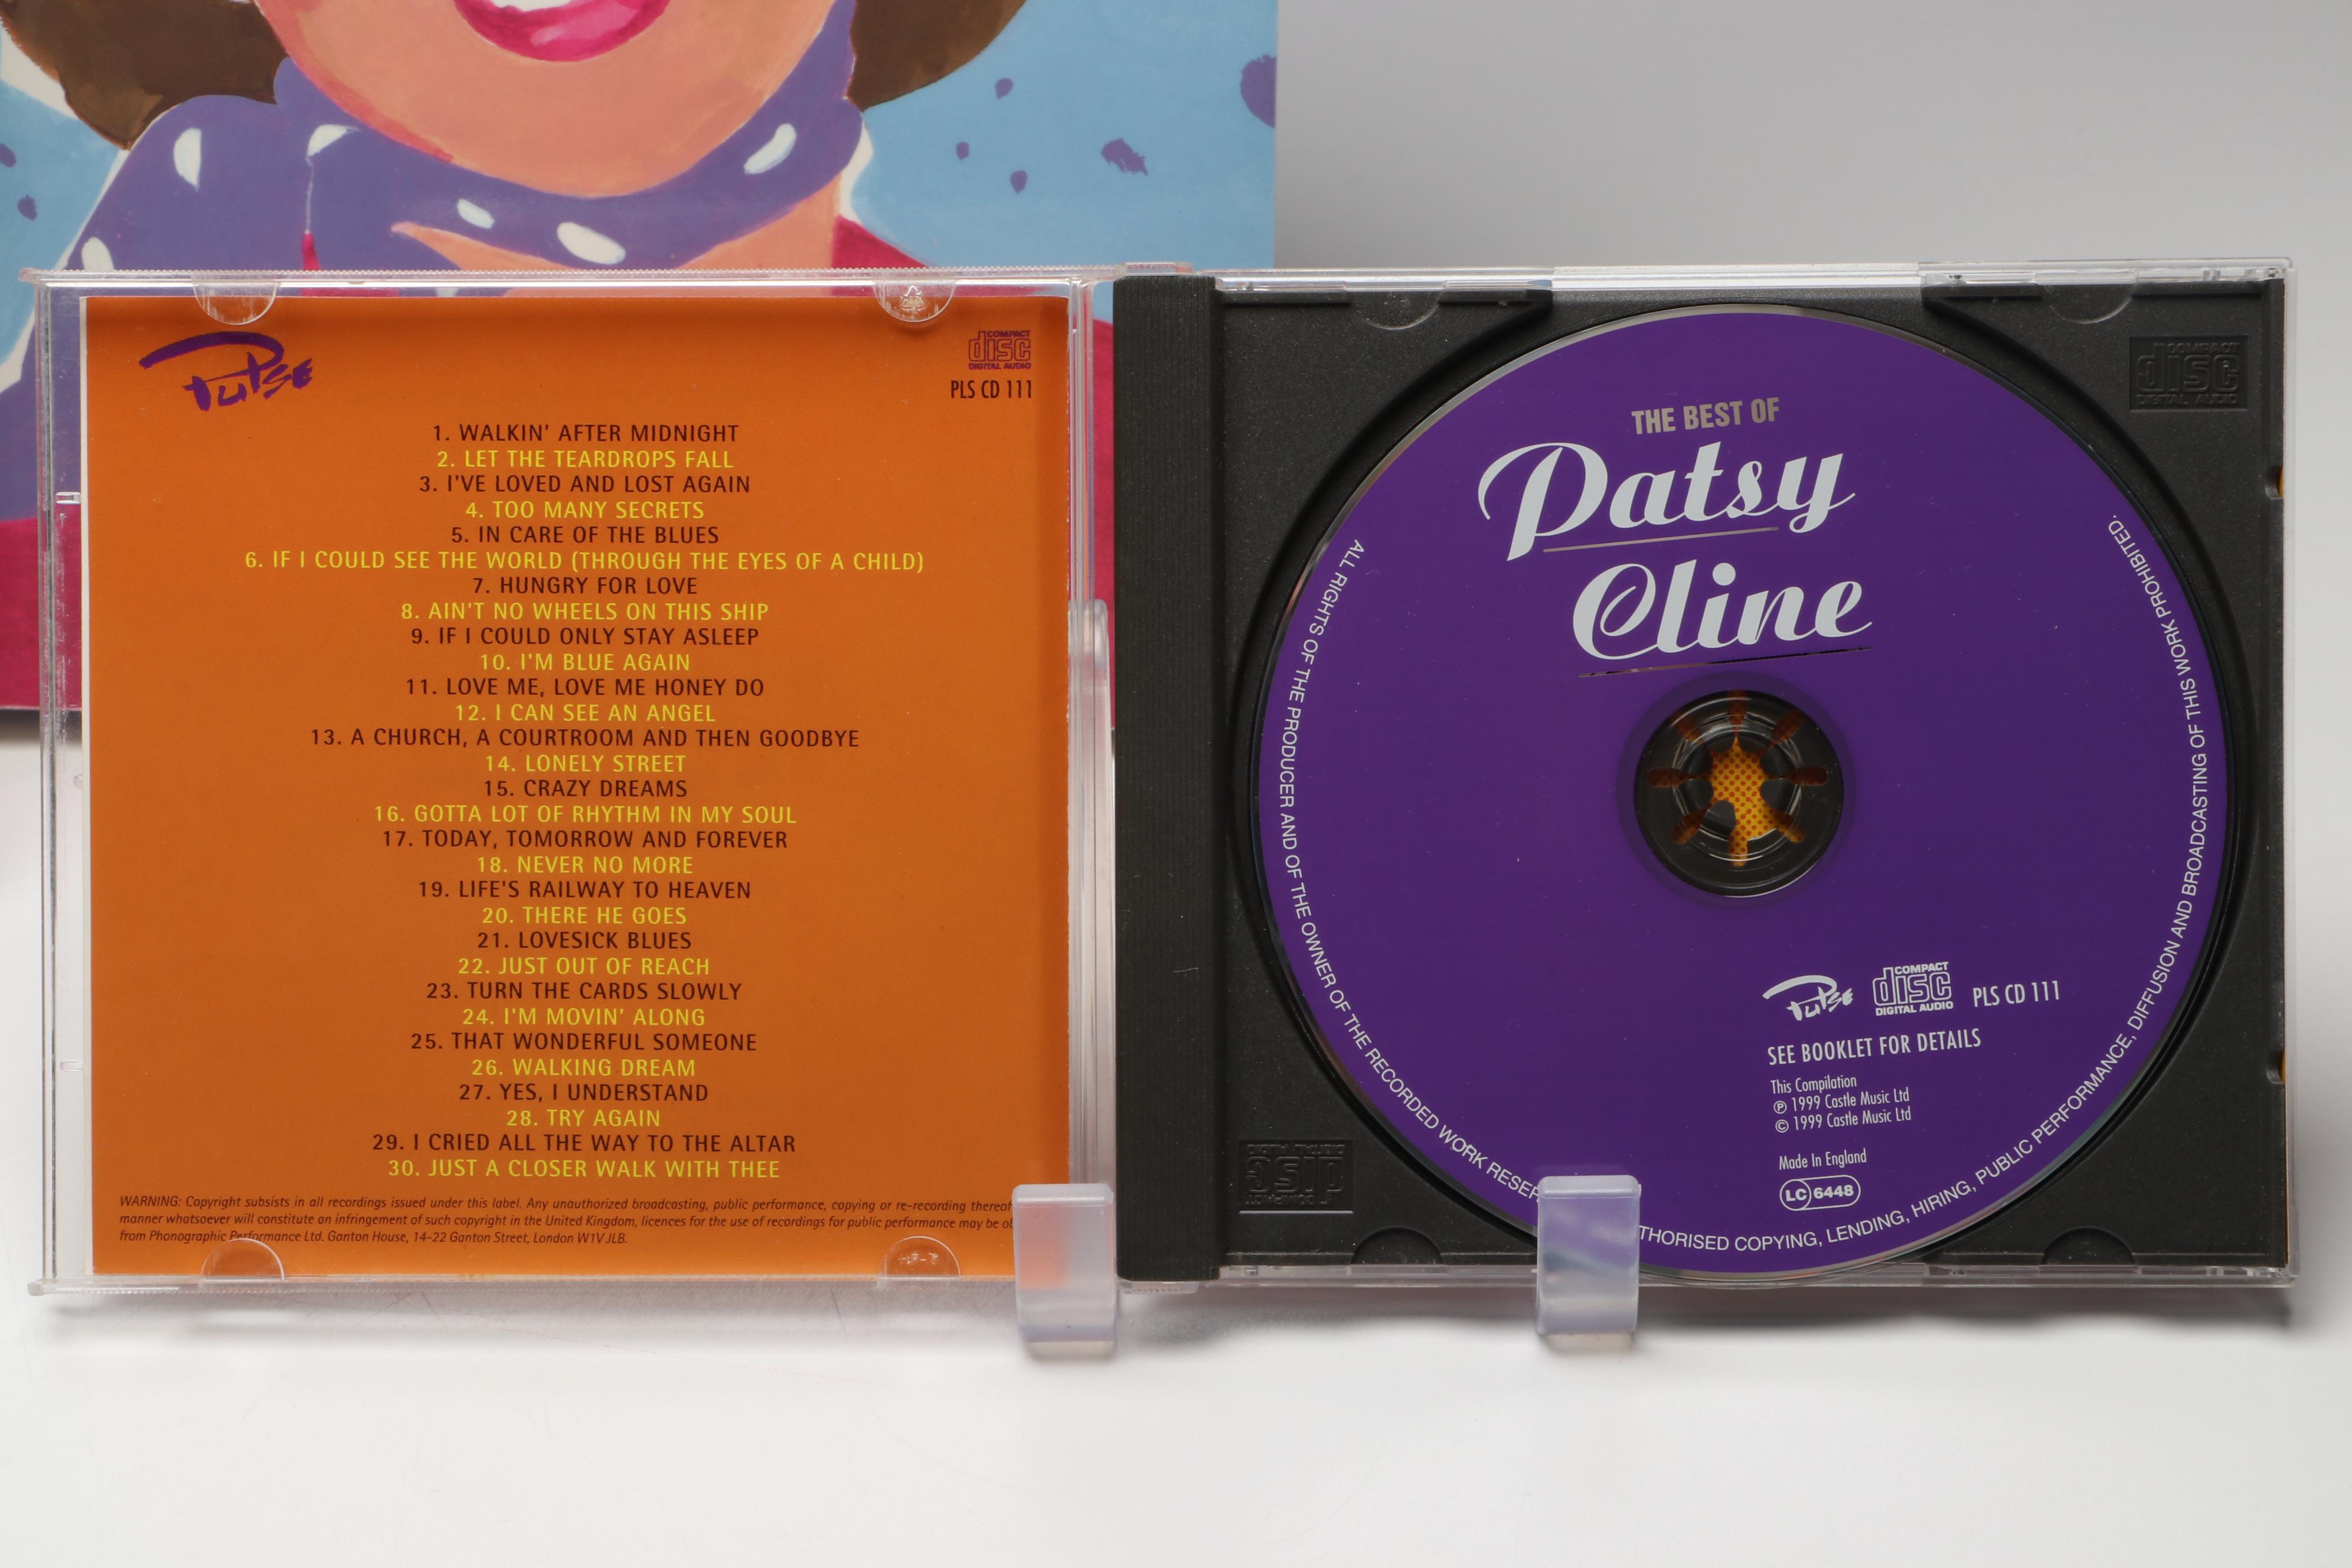 Pulse
COMPACT
disc
DIGITAL AUDIO
PLS CD 111
1. WALKIN' AFTER MIDNIGHT
2. LET THE TEARDROPS FALL
3. I'VE LOVED AND LOST AGAIN
4. TOO MANY SECRETS
5. IN CARE OF THE BLUES
6. IF I COULD SEE THE WORLD (THROUGH THE EYES OF A CHILD)
7. HUNGRY FOR LOVE
8. AIN'T NO WHEELS ON THIS SHIP
9. IF I COULD ONLY STAY ASLEEP
10. I'M BLUE AGAIN
11. LOVE ME, LOVE ME HONEY DO
12. I CAN SEE AN ANGEL
13. A CHURCH, A COURTROOM AND THEN GOODBYE
14. LONELY STREET
15. CRAZY DREAMS
16. GOTTA LOT OF RHYTHM IN MY SOUL
17. TODAY, TOMORROW AND FOREVER
18. NEVER NO MORE
19. LIFE'S RAILWAY TO HEAVEN
20. THERE HE GOES
21. LOVESICK BLUES
22. JUST OUT OF REACH
23. TURN THE CARDS SLOWLY
24. I'M MOVIN' ALONG
25. THAT WONDERFUL SOMEONE
26. WALKING DREAM
27. YES, I UNDERSTAND
28. TRY AGAIN
29. I CRIED ALL THE WAY TO THE ALTAR
30. JUST A CLOSER WALK WITH THEE
WARNING: Copyright subsists in all recordings issued under this label. Any unauthorized broadcasting, public performance, copying or re-recording thereof
manner whatsoever will constitute an infringement of such copyright in the United Kingdom, licences for the use of recordings for public performance may be
from Phonographic Performance Ltd. Ganton House, 14-22 Ganton Street, London W1V JLB.
THE BEST OF
Patsy
Cline
Pulse
COMPACT
disc
DIGITAL AUDIO
PLS CD 111
SEE BOOKLET FOR DETAILS
This Compilation
℗ 1999 Castle Music Ltd
© 1999 Castle Music Ltd
Made In England
LC 6448
ALL RIGHTS OF THE PRODUCER AND OF THE OWNER OF THE RECORDED WORK RESER
THORISED COPYING, LENDING, HIRING, PUBLIC PERFORMANCE, DIFFUSION AND BROADCASTING OF THIS WORK PROHIBITED.
COMPACT
disc
DIGITAL AUDIO
COMPACT
disc
DIGITAL AUDIO